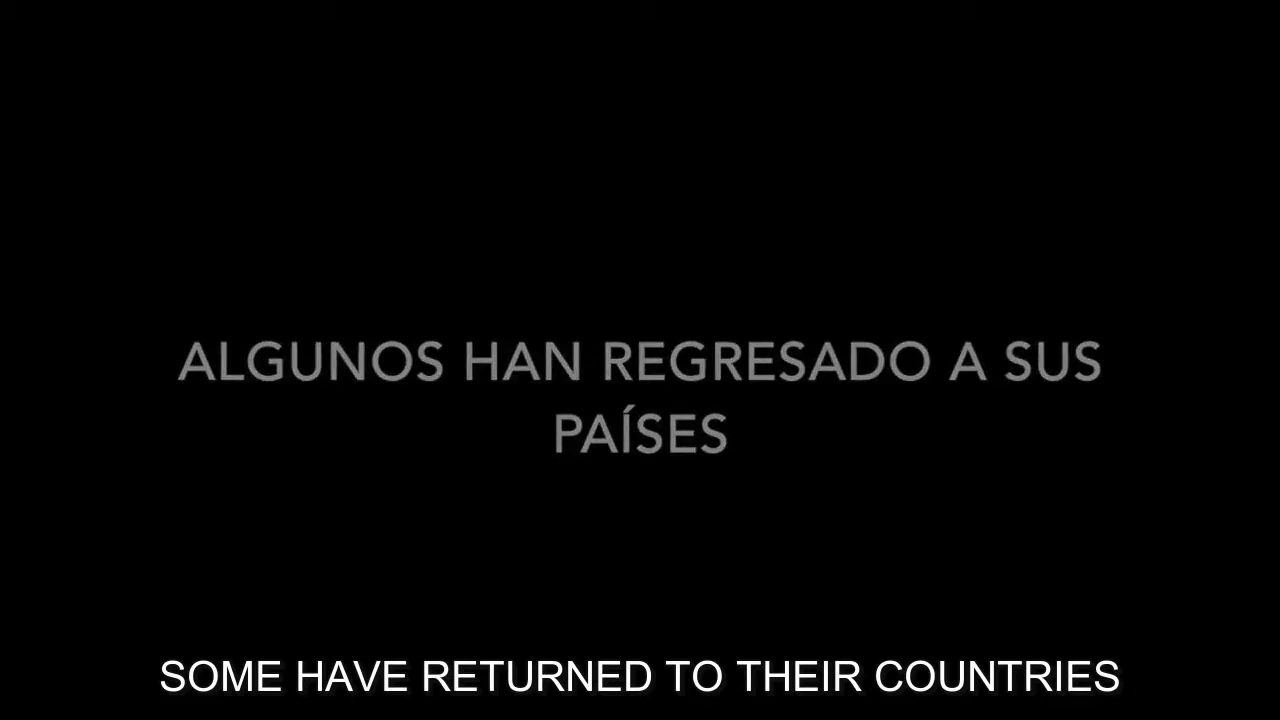 ALGUNOS HAN REGRESADO A SUS
PAÍSES
SOME HAVE RETURNED TO THEIR COUNTRIES